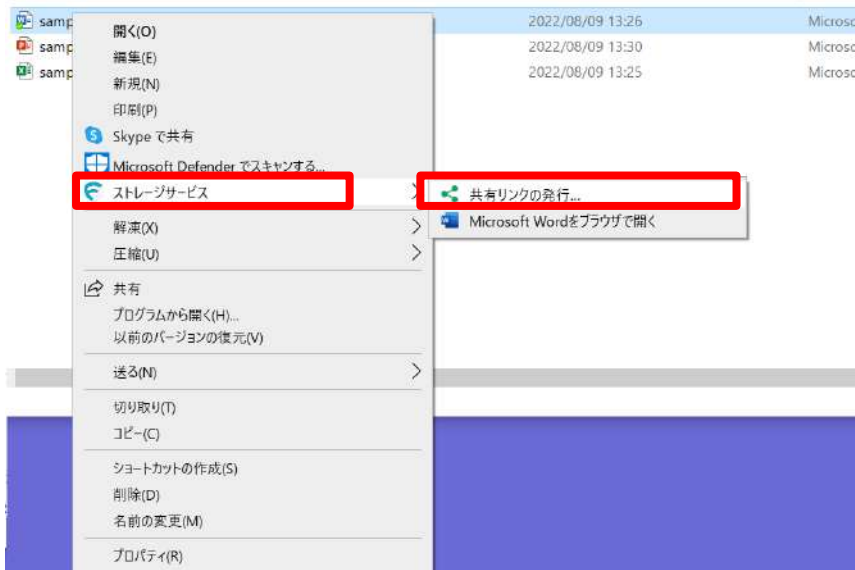 samp 2022/08/09 13:26 Microso
samp 2022/08/09 13:30 Microso
samp 2022/08/09 13:25 Microso
開く(O)
編集(E)
新規(N)
印刷(P)
Skype で共有
Microsoft Defender でスキャンする...
ストレージサービス
共有リンクの発行...
Microsoft Wordをブラウザで開く
解凍(X)
圧縮(U)
共有
プログラムから開く(H)...
以前のバージョンの復元(V)
送る(N)
切り取り(T)
コピー(C)
ショートカットの作成(S)
削除(D)
名前の変更(M)
プロパティ(R)